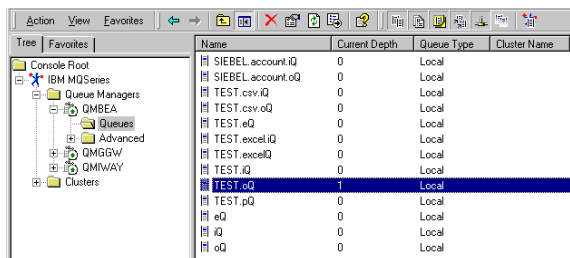 Action View Favorites
Tree Favorites
Name Current Depth Queue Type Cluster Name
Console Root
IBM MQSeries
Queue Managers
QMBEA
Queues
Advanced
QMGGW
QMIWAY
Clusters
SIEBEL.account.iQ 0 Local
SIEBEL.account.oQ 0 Local
TEST.csv.iQ 0 Local
TEST.csv.oQ 0 Local
TEST.eQ 0 Local
TEST.excel.iQ 0 Local
TEST.excelQ 0 Local
TEST.iQ 0 Local
TEST.oQ 1 Local
TEST.pQ 0 Local
eQ 0 Local
iQ 0 Local
oQ 0 Local